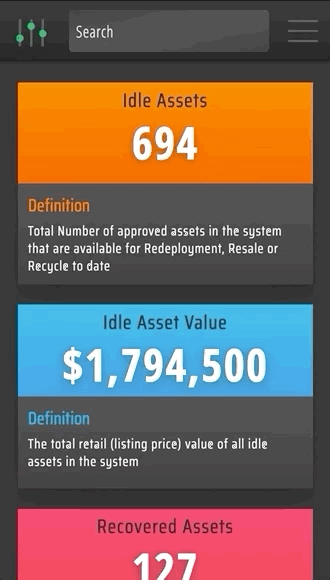 Search
Idle Assets
694
Definition
Total Number of approved assets in the system
that are available for Redeployment, Resale or
Recycle to date
Idle Asset Value
$1,794,500
Definition
The total retail (listing price) value of all idle
assets in the system
Recovered Assets
127